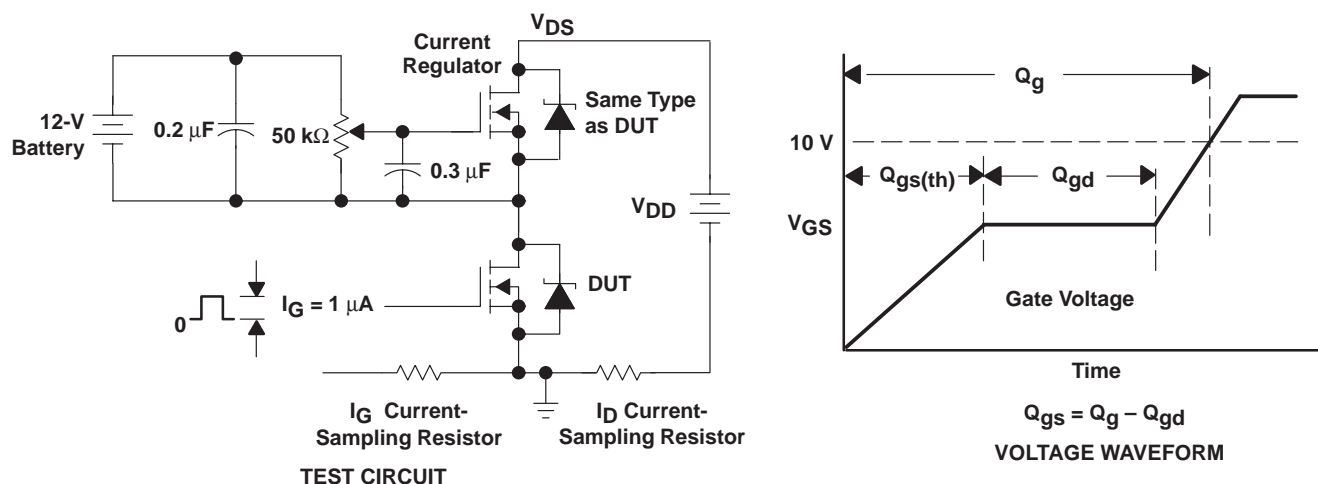 VDS
Current
Regulator
Same Type
as DUT
12-V
Battery
0.2 μF
50 kΩ
0.3 μF
VDD
DUT
0
IG = 1 μA
IG Current-
Sampling Resistor
ID Current-
Sampling Resistor
TEST CIRCUIT
Qg
10 V
Qgs(th)
Qgd
VGS
Gate Voltage
Time
Qgs = Qg – Qgd
VOLTAGE WAVEFORM